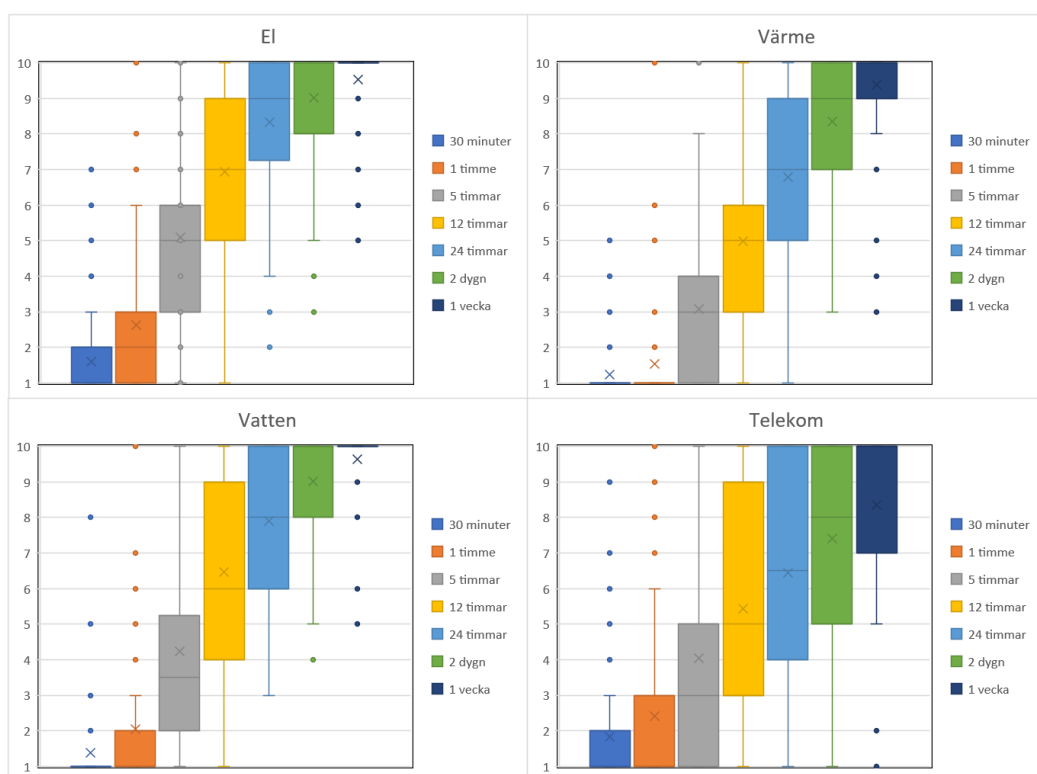 El
10
9
8
7
6
5
4
3
2
1
30 minuter
1 timme
5 timmar
12 timmar
24 timmar
2 dygn
1 vecka
Värme
10
9
8
7
6
5
4
3
2
1
30 minuter
1 timme
5 timmar
12 timmar
24 timmar
2 dygn
1 vecka
Vatten
10
9
8
7
6
5
4
3
2
1
30 minuter
1 timme
5 timmar
12 timmar
24 timmar
2 dygn
1 vecka
Telekom
10
9
8
7
6
5
4
3
2
1
30 minuter
1 timme
5 timmar
12 timmar
24 timmar
2 dygn
1 vecka